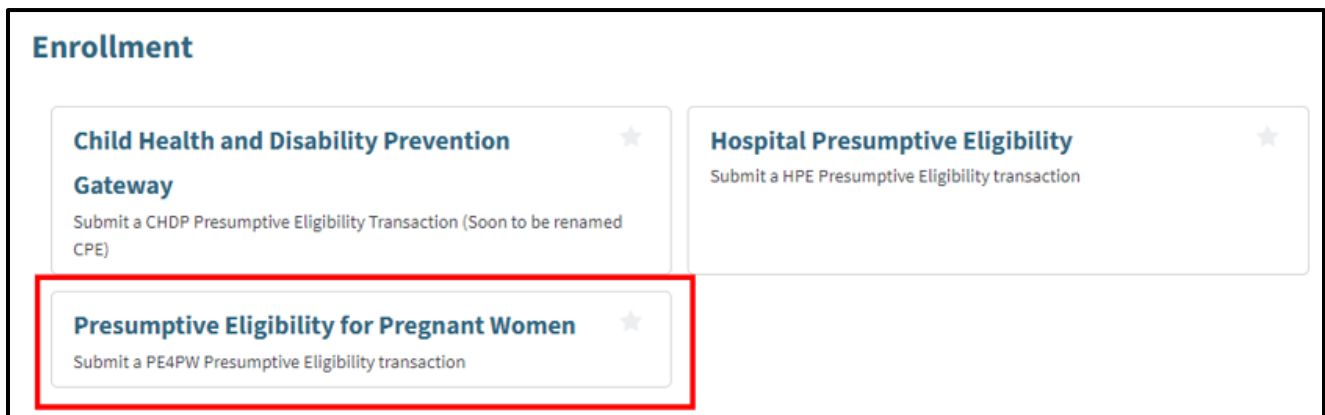 Enrollment
Child Health and Disability Prevention
Gateway
Submit a CHDP Presumptive Eligibility Transaction (Soon to be renamed
CPE)
Hospital Presumptive Eligibility
Submit a HPE Presumptive Eligibility transaction
Presumptive Eligibility for Pregnant Women
Submit a PE4PW Presumptive Eligibility transaction